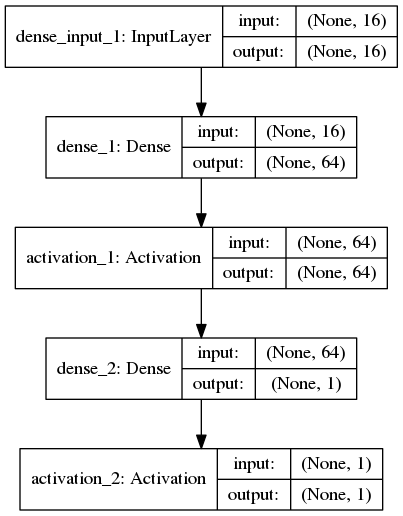 dense_input_1: InputLayer
input: (None, 16)
output: (None, 16)
dense_1: Dense
input: (None, 16)
output: (None, 64)
activation_1: Activation
input: (None, 64)
output: (None, 64)
dense_2: Dense
input: (None, 64)
output: (None, 1)
activation_2: Activation
input: (None, 1)
output: (None, 1)